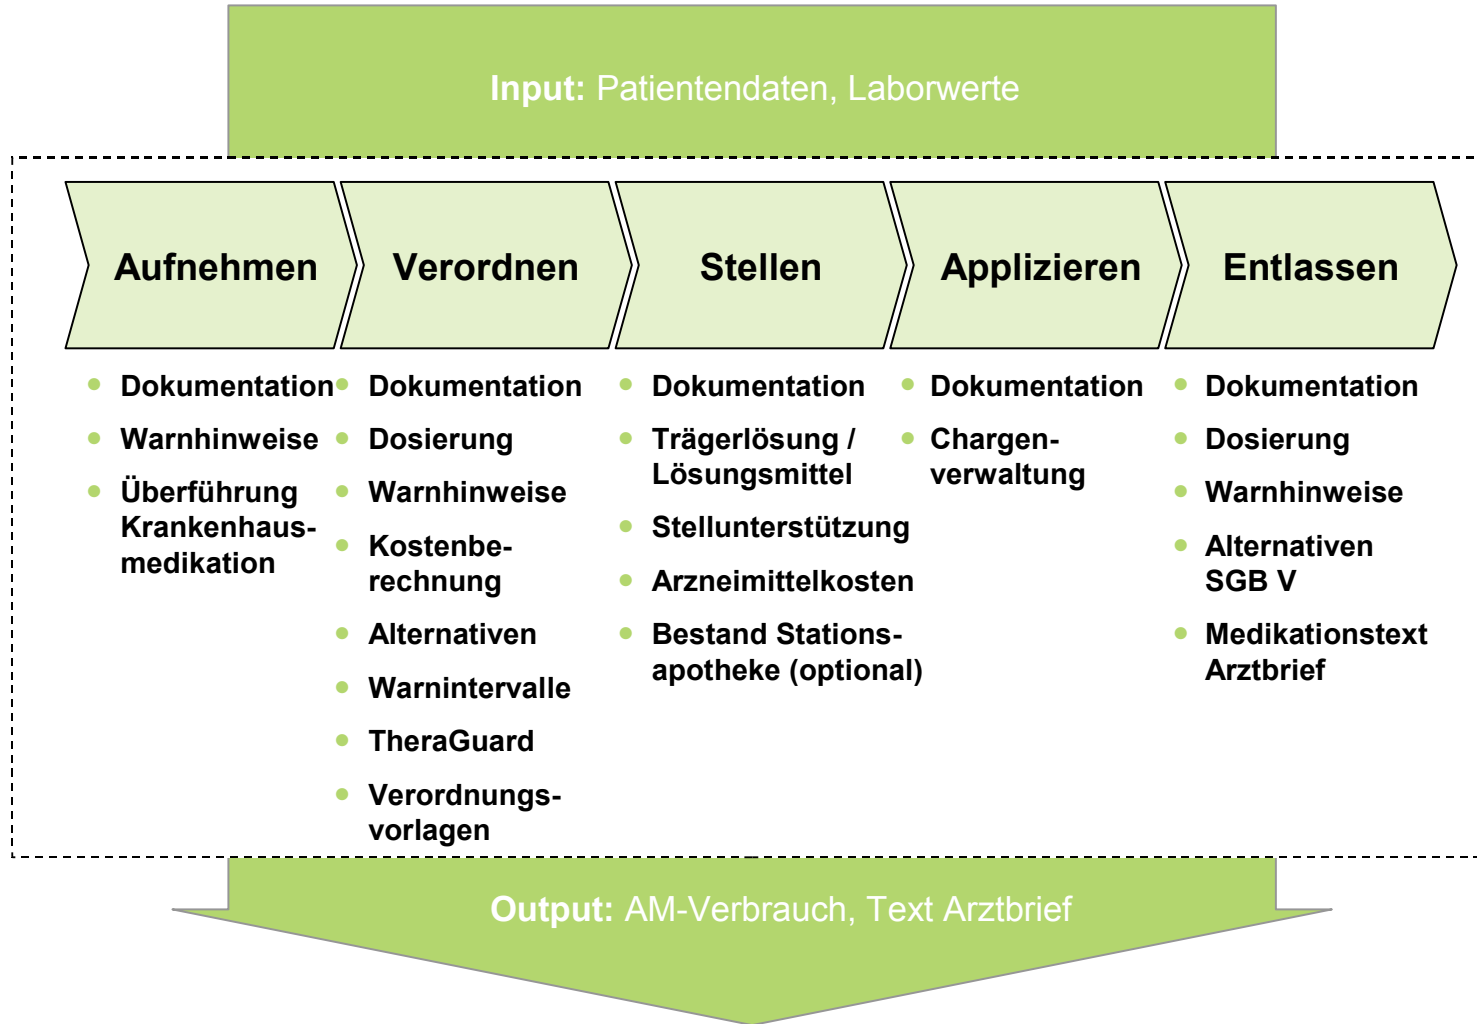 Input: Patientendaten, Laborwerte
Aufnehmen
Verordnen
Stellen
Applizieren
Entlassen
Dokumentation
Warnhinweise
Überführung
Krankenhaus-
medikation
Dokumentation
Dosierung
Warnhinweise
Kostenbe-
rechnung
Alternativen
Warnintervalle
TheraGuard
Verordnungs-
vorlagen
Dokumentation
Trägerlösung /
Lösungsmittel
Stellunterstützung
Arzneimittelkosten
Bestand Stations-
apotheke (optional)
Dokumentation
Chargen-
verwaltung
Dokumentation
Dosierung
Warnhinweise
Alternativen
SGB V
Medikationstext
Arztbrief
Output: AM-Verbrauch, Text Arztbrief